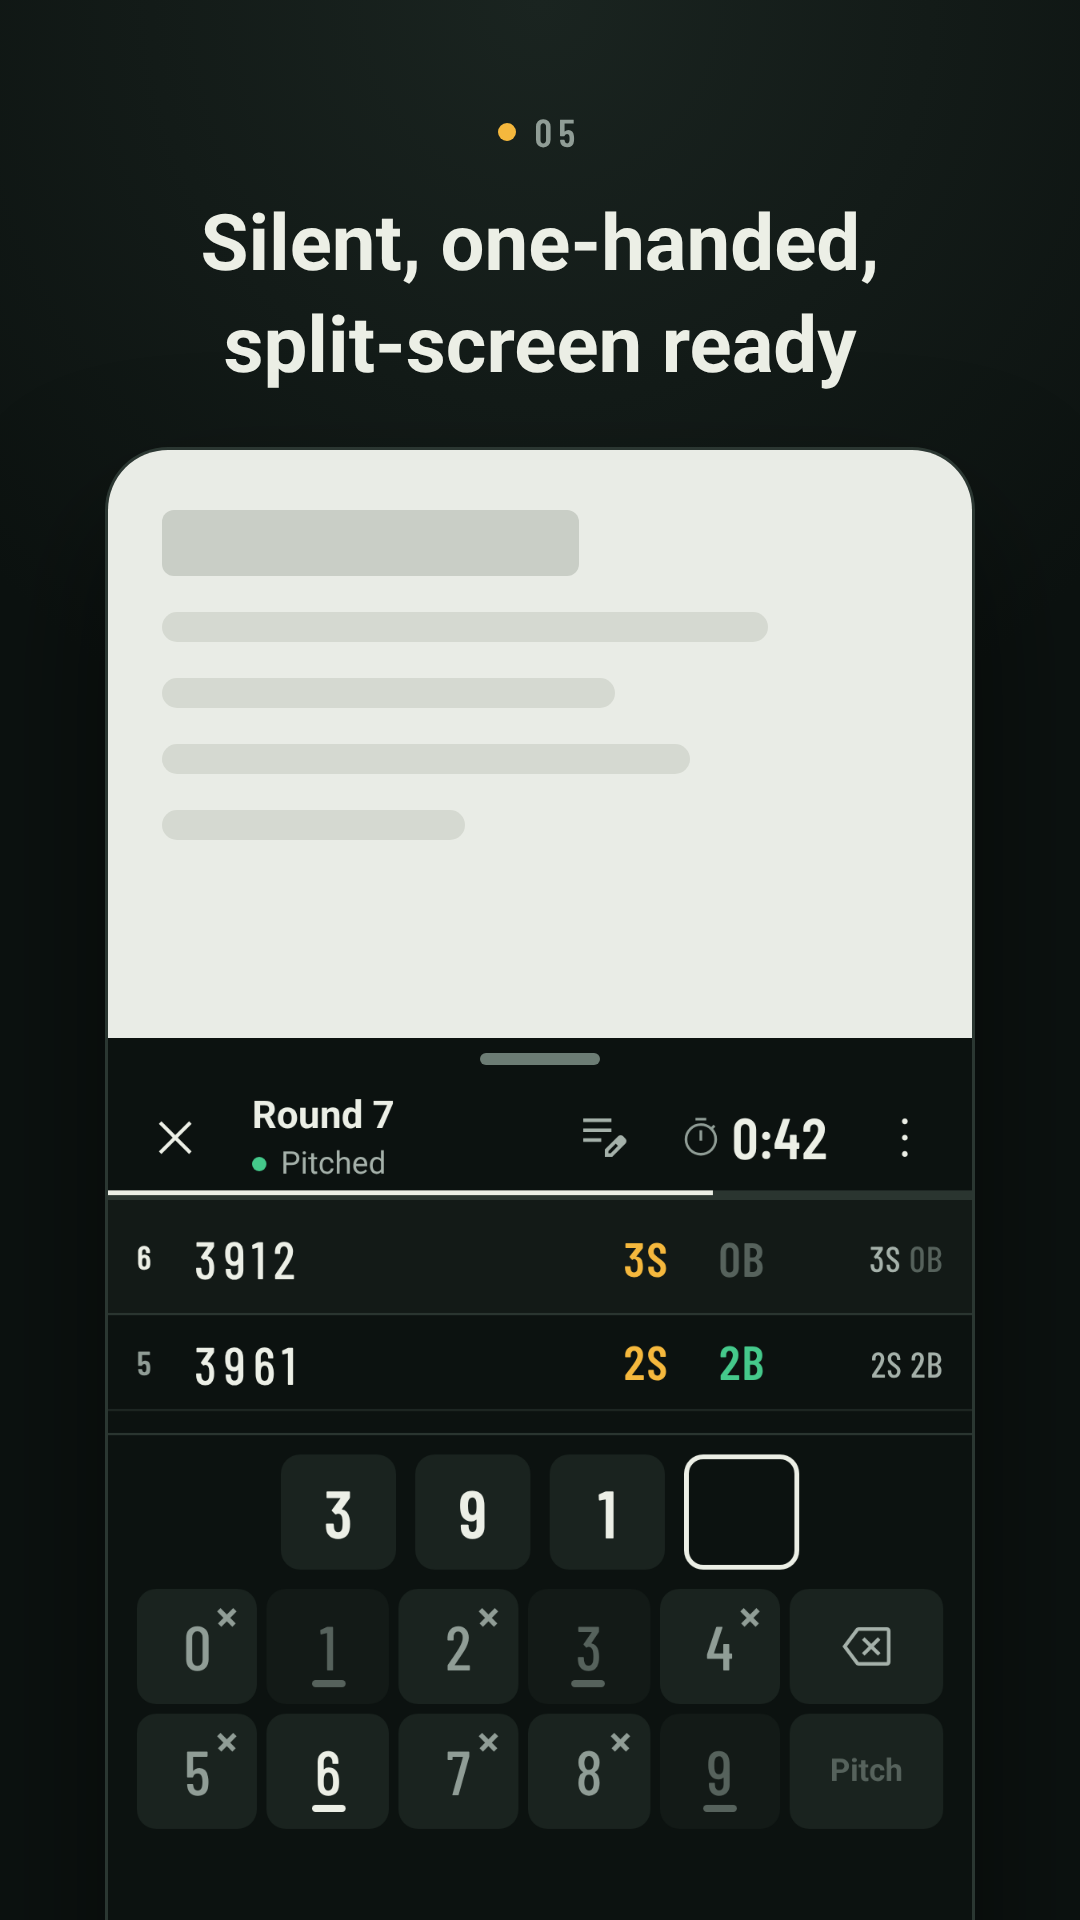 05
Silent, one-handed,
split-screen ready
Round 7
Pitched
0:42
6 3912 3S 0B 3S 0B
5 3961 2S 2B 2S 2B
3 9 1
0 1 2 3 4
5 6 7 8 9 Pitch